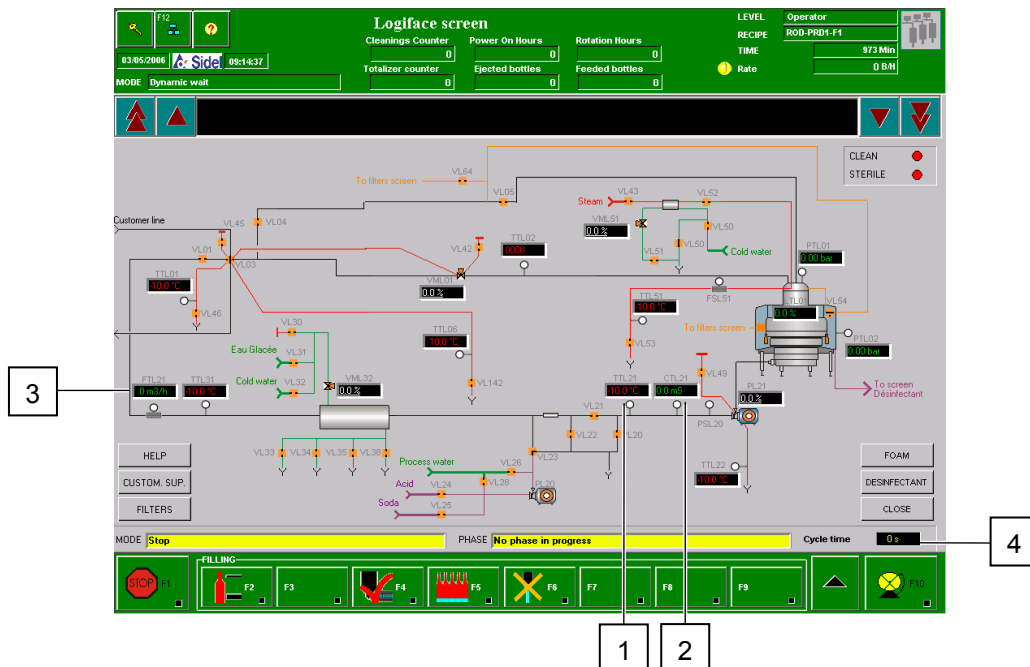 F12
Logiface screen
LEVEL Operator
RECIPE ROD-PRD1-F1
TIME 973 Min
Rate 0 B/H
Cleanings Counter Power On Hours Rotation Hours
0 0 0
03/05/2006 Sidel 09:14:37
Totalizer counter Ejected bottles Feeded bottles
0 0 0
MODE Dynamic wait
CLEAN
STERILE
VL64
To filters screen
VL05
VL43
VL52
Steam
VL45
VL04
VML51
0.0 %
VL50
Customer line
VL42
TTL02
0000
VL51
VL50
Cold water
PTL01
0.00 bar
VL01
VL03
TTL01
-10.0 °C
VML01
0.0 %
TTL51
-10.0 °C
FSL51
LTL01
0.0 %
VL54
VL46
VL30
TTL06
-10.0 °C
To filters screen
PTL02
0.00 bar
VL53
Eau Glacée
VL31
VL49
3
FTL21
0 m3/h
TTL31
-10.0 °C
Cold water
VL32
VML32
0.0 %
VL142
TTL21
-10.0 °C
CTL21
0.0 mS
PL21
0.0 %
To screen
Désinfectant
VL21
PSL20
VL22
VL20
HELP
VL33
VL34
VL35
VL38
VL23
FOAM
Process water
VL26
TTL22
-10.0 °C
CUSTOM. SUP.
Acid
VL24
VL28
PL20
DESINFECTANT
Soda
VL25
FILTERS
CLOSE
MODE Stop PHASE No phase in progress Cycle time 0 s
4
FILLING
STOP F1 F2 F3 F4 F5 F6 F7 F8 F9 F10
1 2